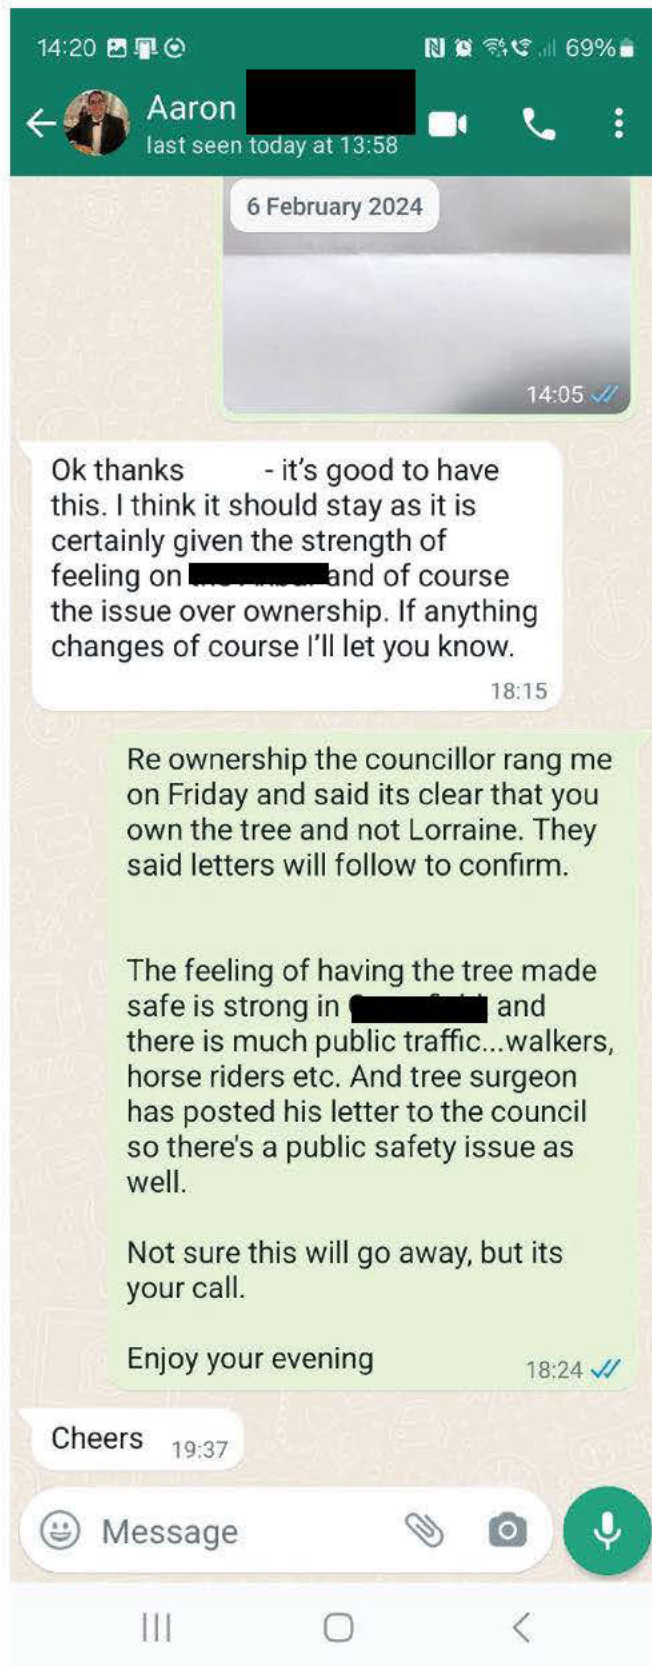 14:20 69%
Aaron
last seen today at 13:58
6 February 2024
14:05
Ok thanks - it’s good to have
this. I think it should stay as it is
certainly given the strength of
feeling on and of course
the issue over ownership. If anything
changes of course I’ll let you know.
18:15
Re ownership the councillor rang me
on Friday and said its clear that you
own the tree and not Lorraine. They
said letters will follow to confirm.
The feeling of having the tree made
safe is strong in and
there is much public traffic...walkers,
horse riders etc. And tree surgeon
has posted his letter to the council
so there's a public safety issue as
well.
Not sure this will go away, but its
your call.
Enjoy your evening
18:24
Cheers
19:37
Message